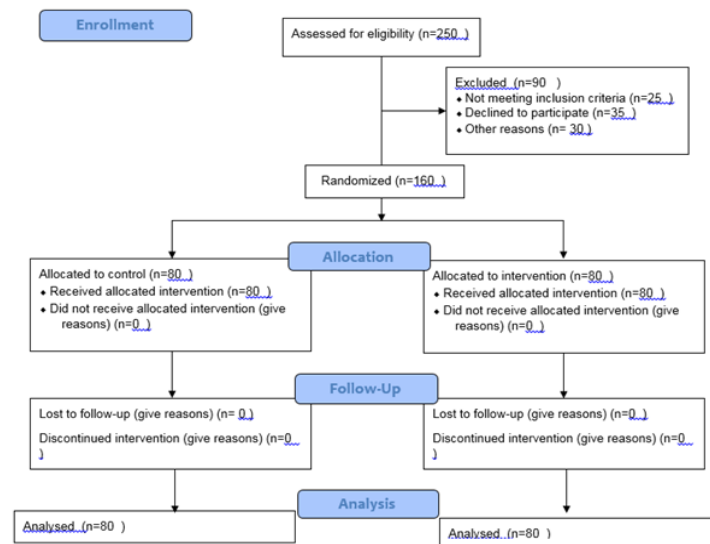 Enrollment
Assessed for eligibility (n=250 )
Excluded (n=90 )
⬥ Not meeting inclusion criteria (n=25 )
⬥ Declined to participate (n=35 )
⬥ Other reasons (n= 30 )
Randomized (n=160 )
Allocation
Allocated to control (n=80 )
⬥ Received allocated intervention (n=80 )
⬥ Did not receive allocated intervention (give
reasons) (n=0 )
Allocated to intervention (n=80 )
⬥ Received allocated intervention (n=80 )
⬥ Did not receive allocated intervention (give
reasons) (n=0 )
Follow-Up
Lost to follow-up (give reasons) (n= 0 )
Discontinued intervention (give reasons) (n=0
)
Lost to follow-up (give reasons) (n=0 )
Discontinued intervention (give reasons) (n=0
)
Analysis
Analysed (n=80 )
Analysed (n=80 )